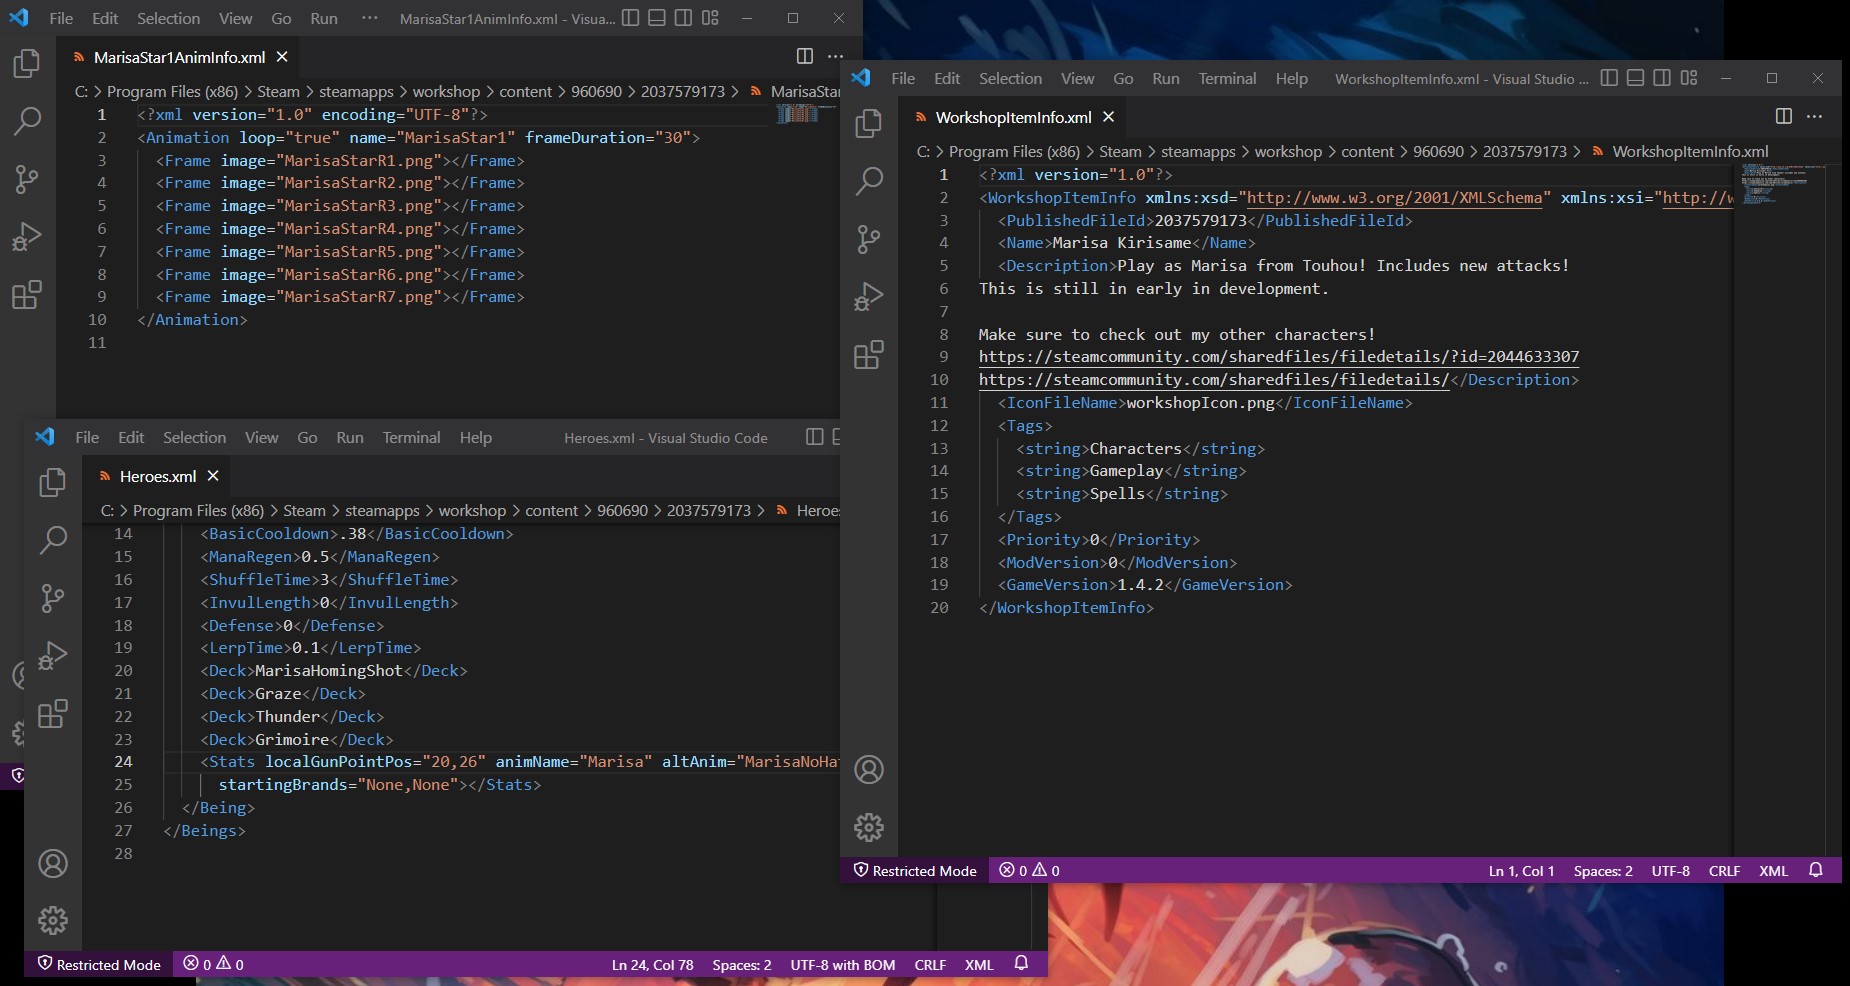 File Edit Selection View Go Run ··· MarisaStar1AnimInfo.xml - Visua...
MarisaStar1AnimInfo.xml
C: > Program Files (x86) > Steam > steamapps > workshop > content > 960690 > 2037579173 > MarisaStar
1 <?xml version="1.0" encoding="UTF-8"?>
2 <Animation loop="true" name="MarisaStar1" frameDuration="30">
3 <Frame image="MarisaStarR1.png"></Frame>
4 <Frame image="MarisaStarR2.png"></Frame>
5 <Frame image="MarisaStarR3.png"></Frame>
6 <Frame image="MarisaStarR4.png"></Frame>
7 <Frame image="MarisaStarR5.png"></Frame>
8 <Frame image="MarisaStarR6.png"></Frame>
9 <Frame image="MarisaStarR7.png"></Frame>
10 </Animation>
11
File Edit Selection View Go Run Terminal Help Heroes.xml - Visual Studio Code
Heroes.xml
C: > Program Files (x86) > Steam > steamapps > workshop > content > 960690 > 2037579173 > Heroes
14 <BasicCooldown>.38</BasicCooldown>
15 <ManaRegen>0.5</ManaRegen>
16 <ShuffleTime>3</ShuffleTime>
17 <InvulLength>0</InvulLength>
18 <Defense>0</Defense>
19 <LerpTime>0.1</LerpTime>
20 <Deck>MarisaHomingShot</Deck>
21 <Deck>Graze</Deck>
22 <Deck>Thunder</Deck>
23 <Deck>Grimoire</Deck>
24 <Stats localGunPointPos="20,26" animName="Marisa" altAnim="MarisaNoHa
25 startingBrands="None,None"></Stats>
26 </Being>
27 </Beings>
28
Restricted Mode 0 0 Ln 24, Col 78 Spaces: 2 UTF-8 with BOM CRLF XML
File Edit Selection View Go Run Terminal Help WorkshopItemInfo.xml - Visual Studio ...
WorkshopItemInfo.xml
C: > Program Files (x86) > Steam > steamapps > workshop > content > 960690 > 2037579173 > WorkshopItemInfo.xml
1 <?xml version="1.0"?>
2 <WorkshopItemInfo xmlns:xsd="http://www.w3.org/2001/XMLSchema" xmlns:xsi="http://w
3 <PublishedFileId>2037579173</PublishedFileId>
4 <Name>Marisa Kirisame</Name>
5 <Description>Play as Marisa from Touhou! Includes new attacks!
6 This is still in early in development.
7
8 Make sure to check out my other characters!
9 https://steamcommunity.com/sharedfiles/filedetails/?id=2044633307
10 https://steamcommunity.com/sharedfiles/filedetails/</Description>
11 <IconFileName>workshopIcon.png</IconFileName>
12 <Tags>
13 <string>Characters</string>
14 <string>Gameplay</string>
15 <string>Spells</string>
16 </Tags>
17 <Priority>0</Priority>
18 <ModVersion>0</ModVersion>
19 <GameVersion>1.4.2</GameVersion>
20 </WorkshopItemInfo>
Restricted Mode 0 0 Ln 1, Col 1 Spaces: 2 UTF-8 CRLF XML